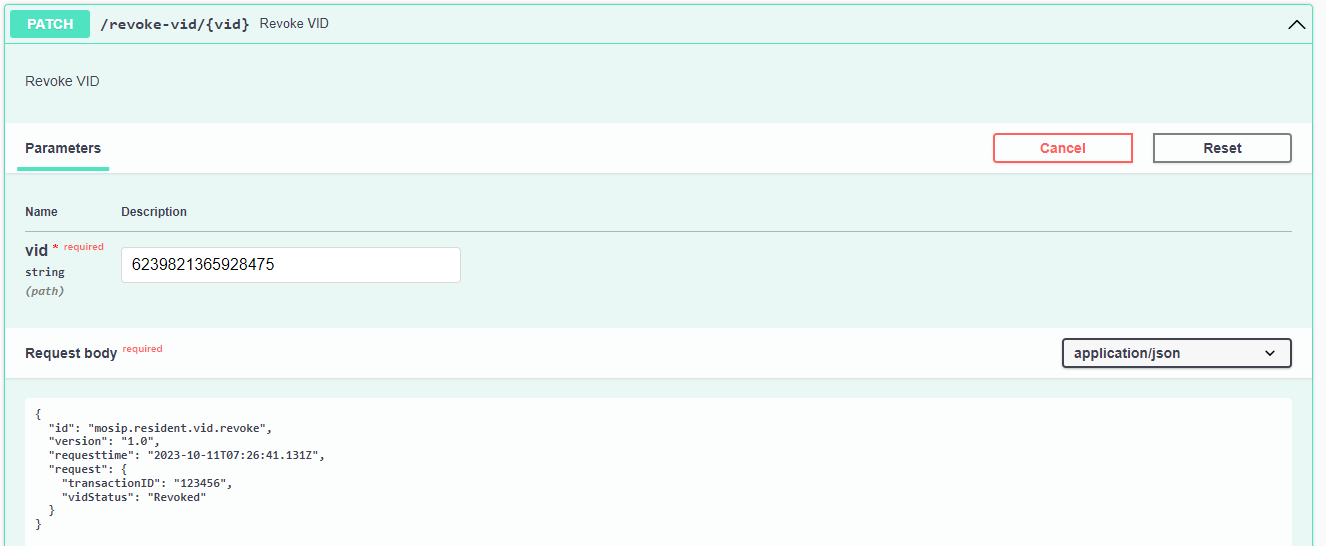 PATCH /revoke-vid/{vid} Revoke VID
Revoke VID
Parameters Cancel Reset
Name Description
vid * required
string
(path)
6239821365928475
Request body required application/json
{
  "id": "mosip.resident.vid.revoke",
  "version": "1.0",
  "requesttime": "2023-10-11T07:26:41.131Z",
  "request": {
    "transactionID": "123456",
    "vidStatus": "Revoked"
  }
}